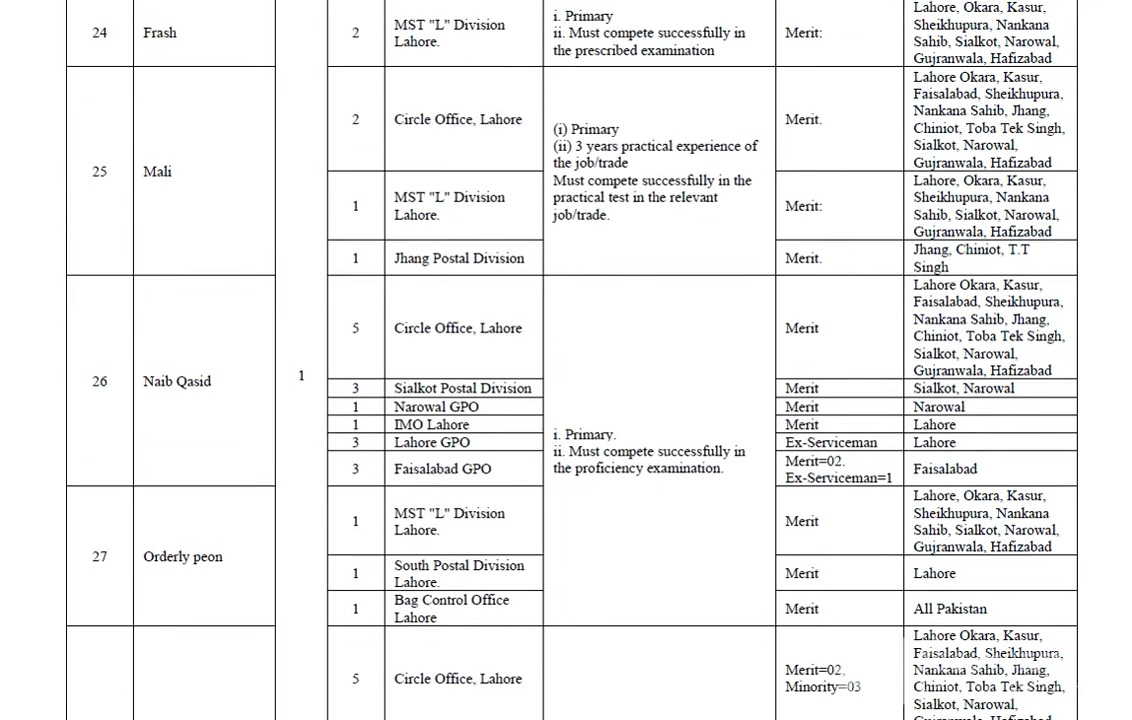 24
Frash
2
MST "L" Division
Lahore.
i. Primary
ii. Must compete successfully in
the prescribed examination
Merit:
Lahore, Okara, Kasur,
Sheikhupura, Nankana
Sahib, Sialkot, Narowal,
Gujranwala, Hafizabad
25
Mali
2
Circle Office, Lahore
(i) Primary
(ii) 3 years practical experience of
the job/trade
Must compete successfully in the
practical test in the relevant
job/trade.
Merit.
Lahore Okara, Kasur,
Faisalabad, Sheikhupura,
Nankana Sahib, Jhang,
Chiniot, Toba Tek Singh,
Sialkot, Narowal,
Gujranwala, Hafizabad
1
MST "L" Division
Lahore.
Merit:
Lahore, Okara, Kasur,
Sheikhupura, Nankana
Sahib, Sialkot, Narowal,
Gujranwala, Hafizabad
1
Jhang Postal Division
Merit.
Jhang, Chiniot, T.T
Singh
26
Naib Qasid
1
5
Circle Office, Lahore
Merit
Lahore Okara, Kasur,
Faisalabad, Sheikhupura,
Nankana Sahib, Jhang,
Chiniot, Toba Tek Singh,
Sialkot, Narowal,
Gujranwala, Hafizabad
3
Sialkot Postal Division
Merit
Sialkot, Narowal
1
Narowal GPO
Merit
Narowal
1
IMO Lahore
Merit
Lahore
i. Primary.
ii. Must compete successfully in
the proficiency examination.
3
Lahore GPO
Ex-Serviceman
Lahore
3
Faisalabad GPO
Merit=02.
Ex-Serviceman=1
Faisalabad
27
Orderly peon
1
MST "L" Division
Lahore.
Merit
Lahore, Okara, Kasur,
Sheikhupura, Nankana
Sahib, Sialkot, Narowal,
Gujranwala, Hafizabad
1
South Postal Division
Lahore.
Merit
Lahore
1
Bag Control Office
Lahore
Merit
All Pakistan
5
Circle Office, Lahore
Merit=02,
Minority=03
Lahore Okara, Kasur,
Faisalabad, Sheikhupura,
Nankana Sahib, Jhang,
Chiniot, Toba Tek Singh,
Sialkot, Narowal,